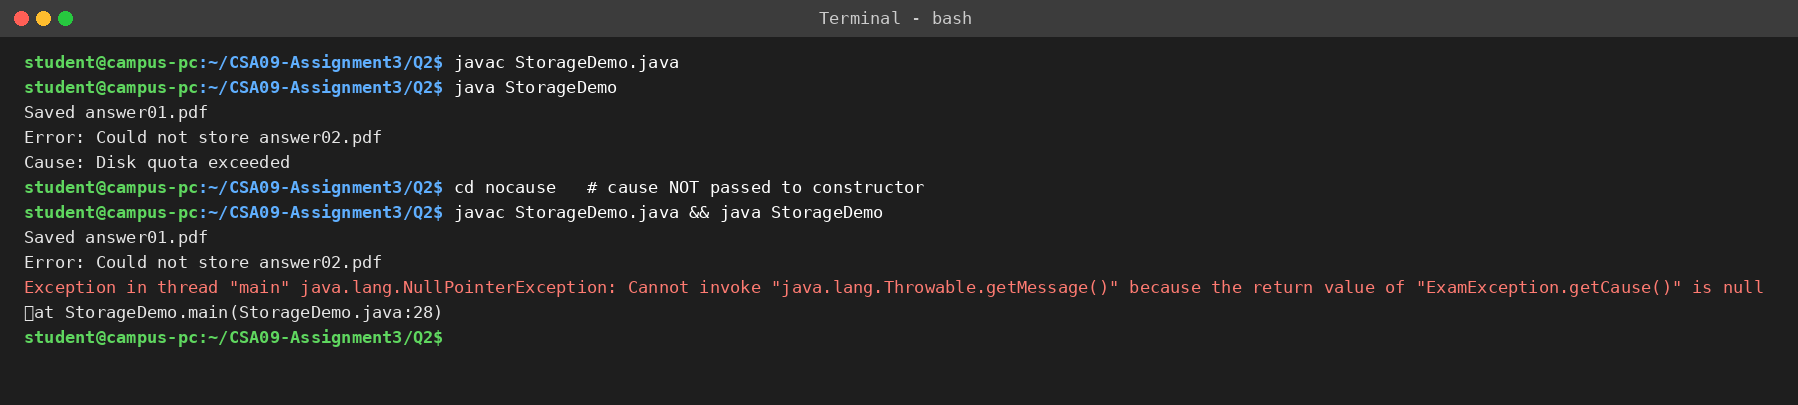 Terminal - bash
student@campus-pc:~/CSA09-Assignment3/Q2$ javac StorageDemo.java
student@campus-pc:~/CSA09-Assignment3/Q2$ java StorageDemo
Saved answer01.pdf
Error: Could not store answer02.pdf
Cause: Disk quota exceeded
student@campus-pc:~/CSA09-Assignment3/Q2$ cd nocause   # cause NOT passed to constructor
student@campus-pc:~/CSA09-Assignment3/Q2$ javac StorageDemo.java && java StorageDemo
Saved answer01.pdf
Error: Could not store answer02.pdf
Exception in thread "main" java.lang.NullPointerException: Cannot invoke "java.lang.Throwable.getMessage()" because the return value of "ExamException.getCause()" is null
at StorageDemo.main(StorageDemo.java:28)
student@campus-pc:~/CSA09-Assignment3/Q2$